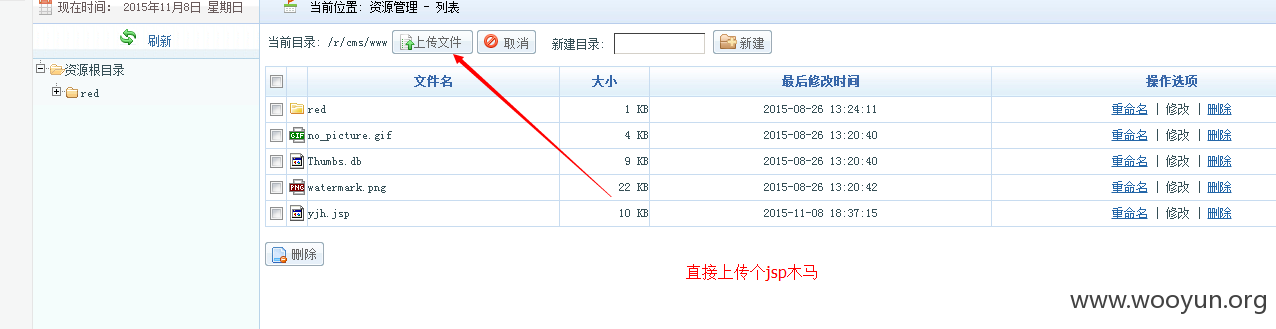 现在时间： 2015年11月8日 星期日
当前位置: 资源管理 - 列表
刷新
当前目录: /r/cms/www 上传文件 取消 新建目录: 新建
资源根目录
red
文件名 大小 最后修改时间 操作选项
red 1 KB 2015-08-26 13:24:11 重命名 | 修改 | 删除
no_picture.gif 4 KB 2015-08-26 13:20:40 重命名 | 修改 | 删除
Thumbs.db 9 KB 2015-08-26 13:20:40 重命名 | 修改 | 删除
watermark.png 22 KB 2015-08-26 13:20:42 重命名 | 修改 | 删除
yjh.jsp 10 KB 2015-11-08 18:37:15 重命名 | 修改 | 删除
删除
直接上传个jsp木马
www.wooyun.org